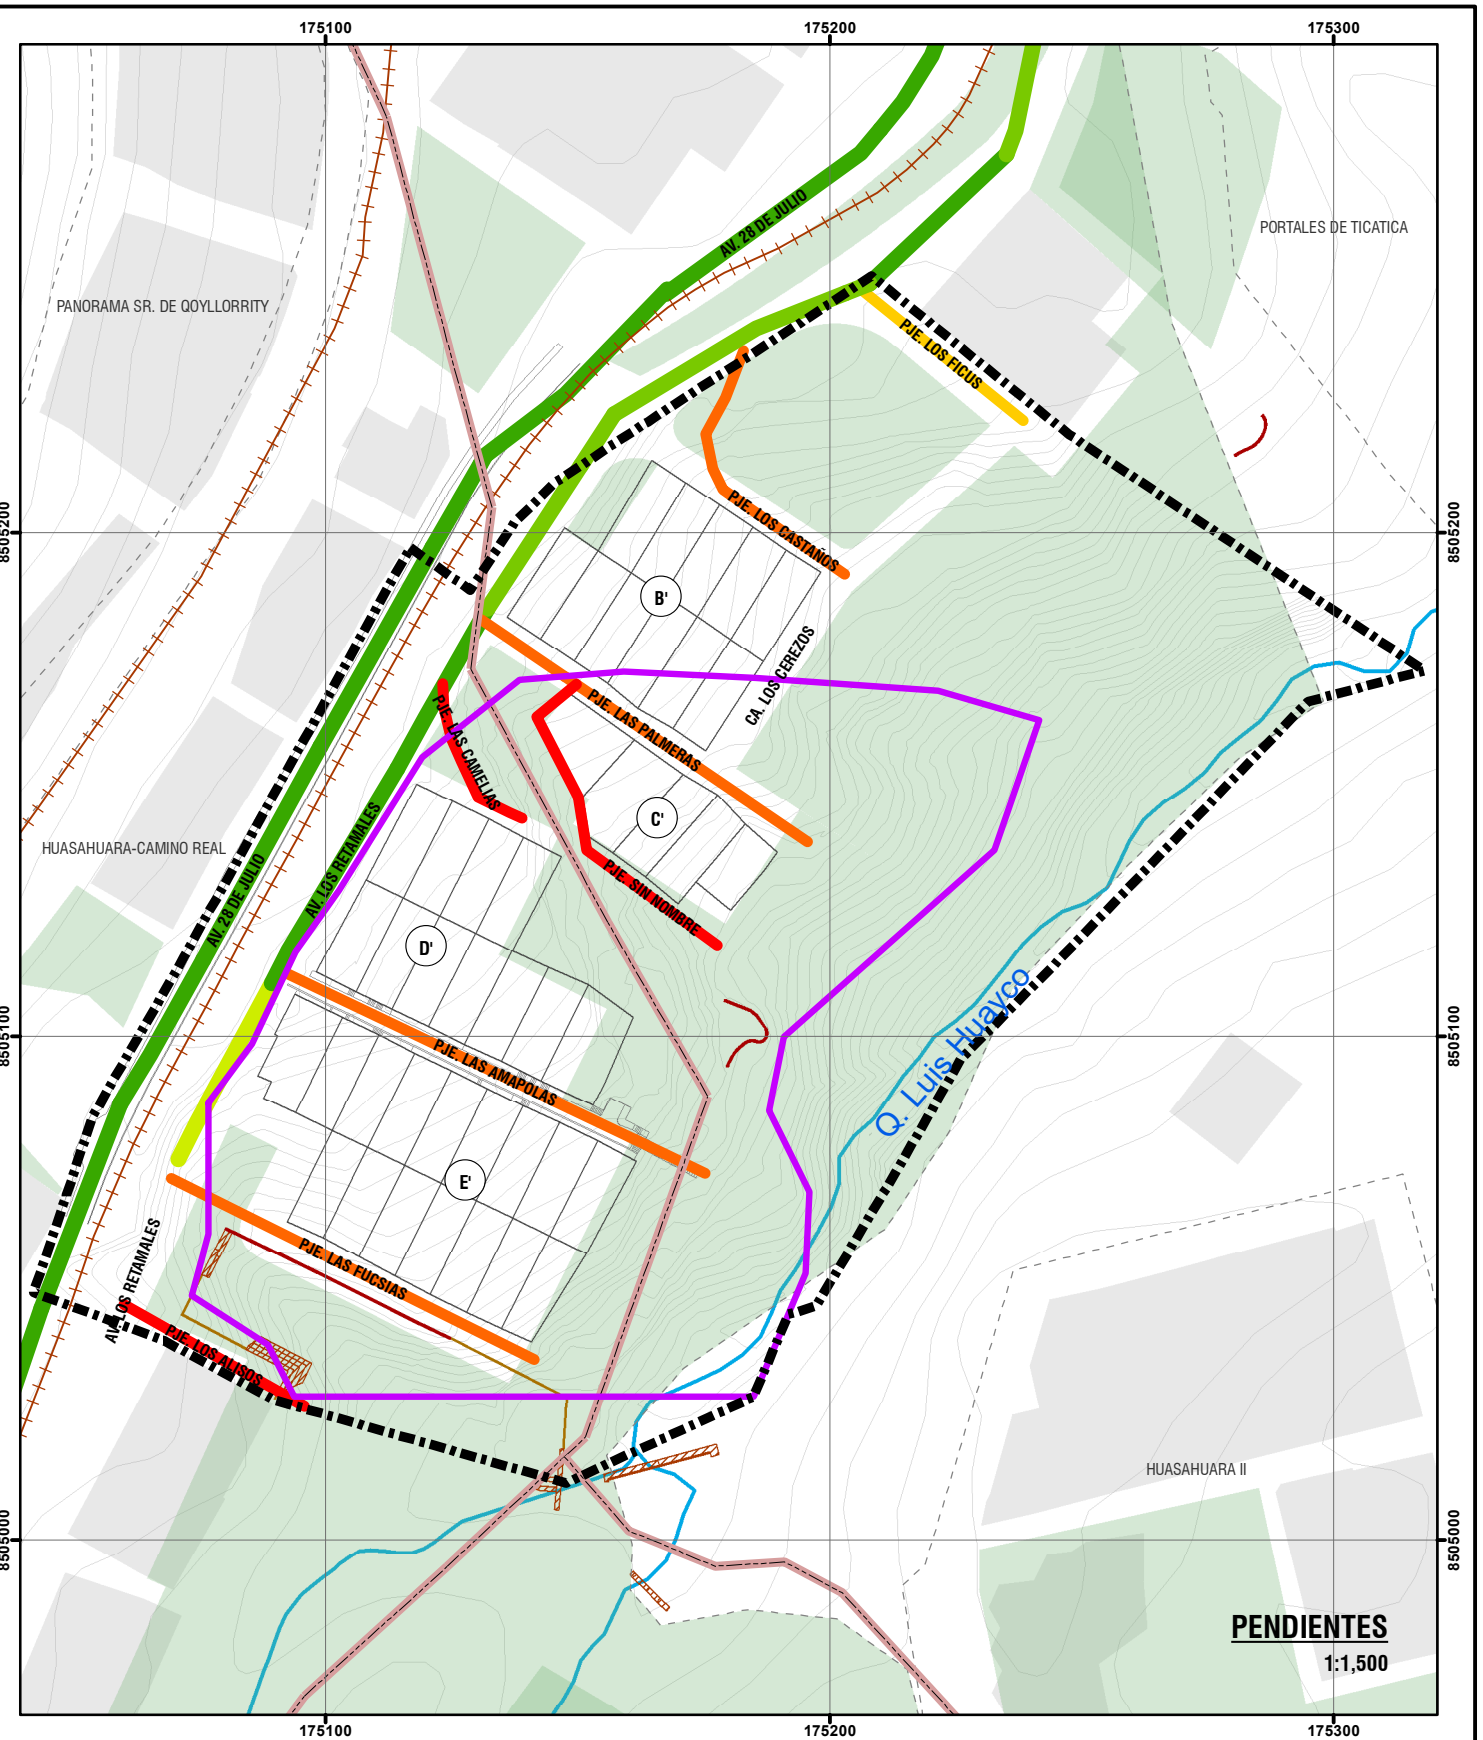 175100
175200
175300
AV. 28 DE JULIO
PORTALES DE TICATICA
PANORAMA SR. DE QOYLLORRITY
PJE. LOS FICUS
8505200
8505200
PJE. LOS CASTAÑOS
B'
CA. LOS CEREZOS
PJE. LAS CAMELIAS
PJE. LAS PALMERAS
C'
HUASAHUARA-CAMINO REAL
AV. LOS RETAMALES
AV. 28 DE JULIO
PJE. SIN NOMBRE
D'
Q. Luis Huayco
8505100
8505100
PJE. LAS AMAPOLAS
E'
AV. LOS RETAMALES
PJE. LAS FUCSIAS
PJE. LOS ALISOS
HUASAHUARA II
8505000
8505000
PENDIENTES
1:1,500
175100
175200
175300